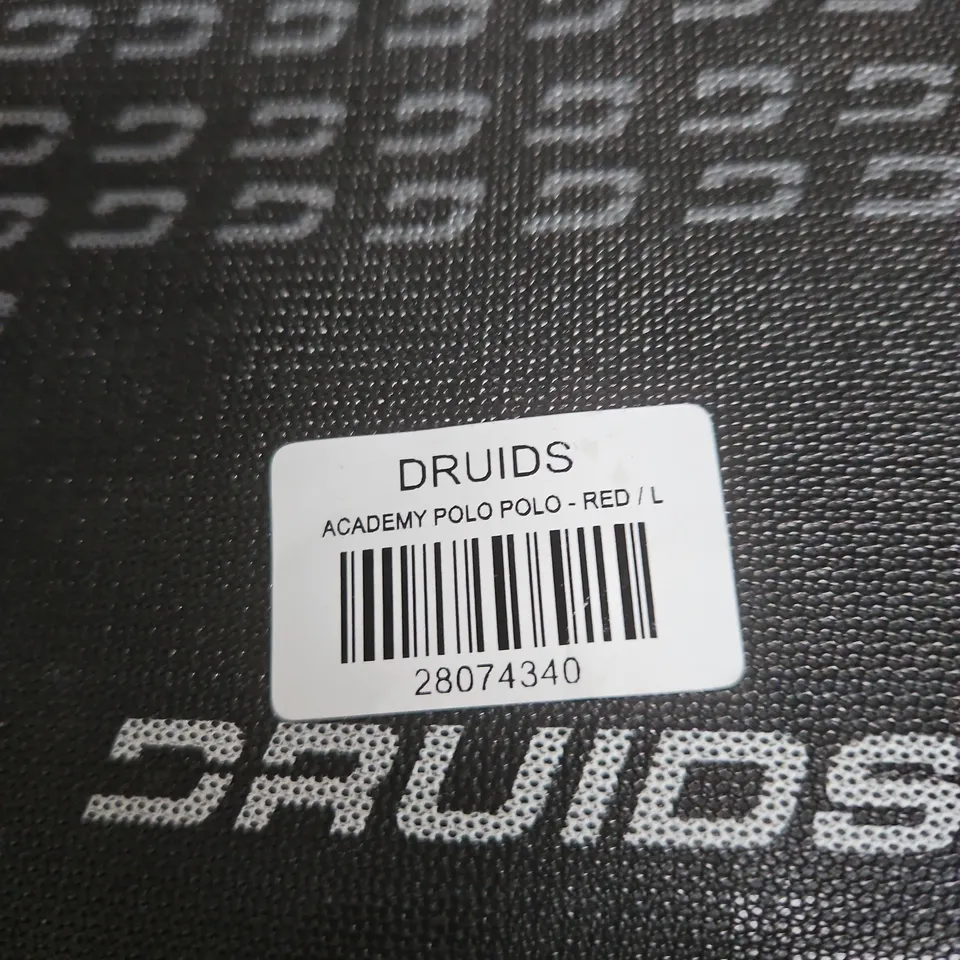 DRUIDS
ACADEMY POLO POLO - RED / L
28074340
DRUIDS